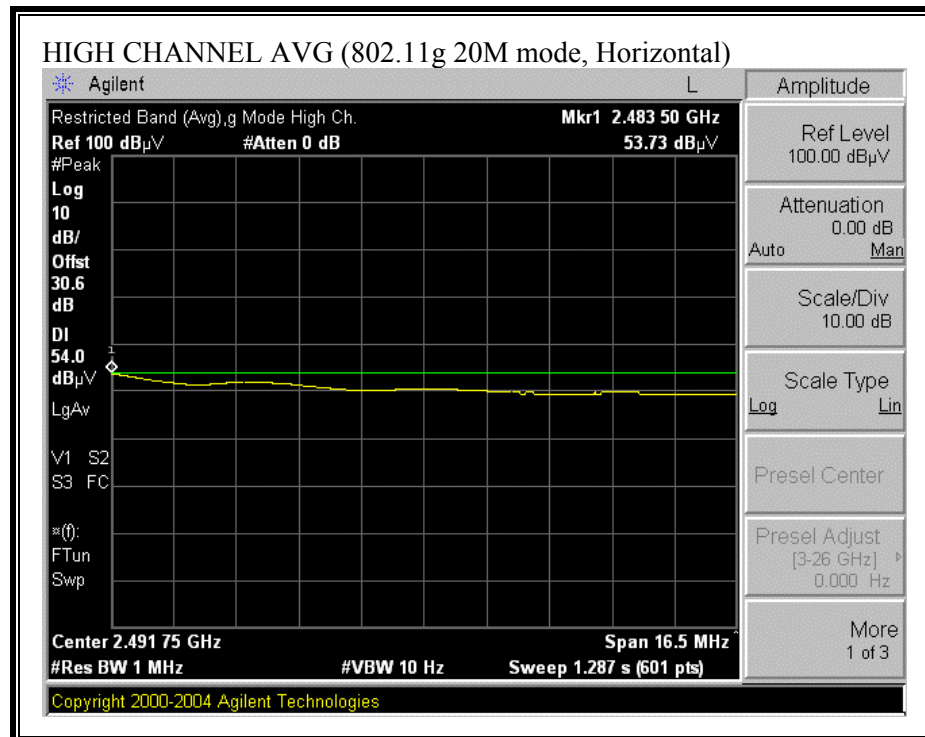 HIGH CHANNEL AVG (802.11g 20M mode, Horizontal)
Agilent L
Restricted Band (Avg),g Mode High Ch. Mkr1 2.483 50 GHz
Ref 100 dBµV #Atten 0 dB 53.73 dBµV
#Peak
Log
10
dB/
Offst
30.6
dB
DI
54.0
dBµV
LgAv
V1 S2
S3 FC
¤(f):
FTun
Swp
1
Center 2.491 75 GHz Span 16.5 MHz
#Res BW 1 MHz #VBW 10 Hz Sweep 1.287 s (601 pts)
Copyright 2000-2004 Agilent Technologies
Amplitude
Ref Level
100.00 dBµV
Attenuation
0.00 dB
Auto Man
Scale/Div
10.00 dB
Scale Type
Log Lin
Presel Center
Presel Adjust
[3-26 GHz]
0.000 Hz
More
1 of 3